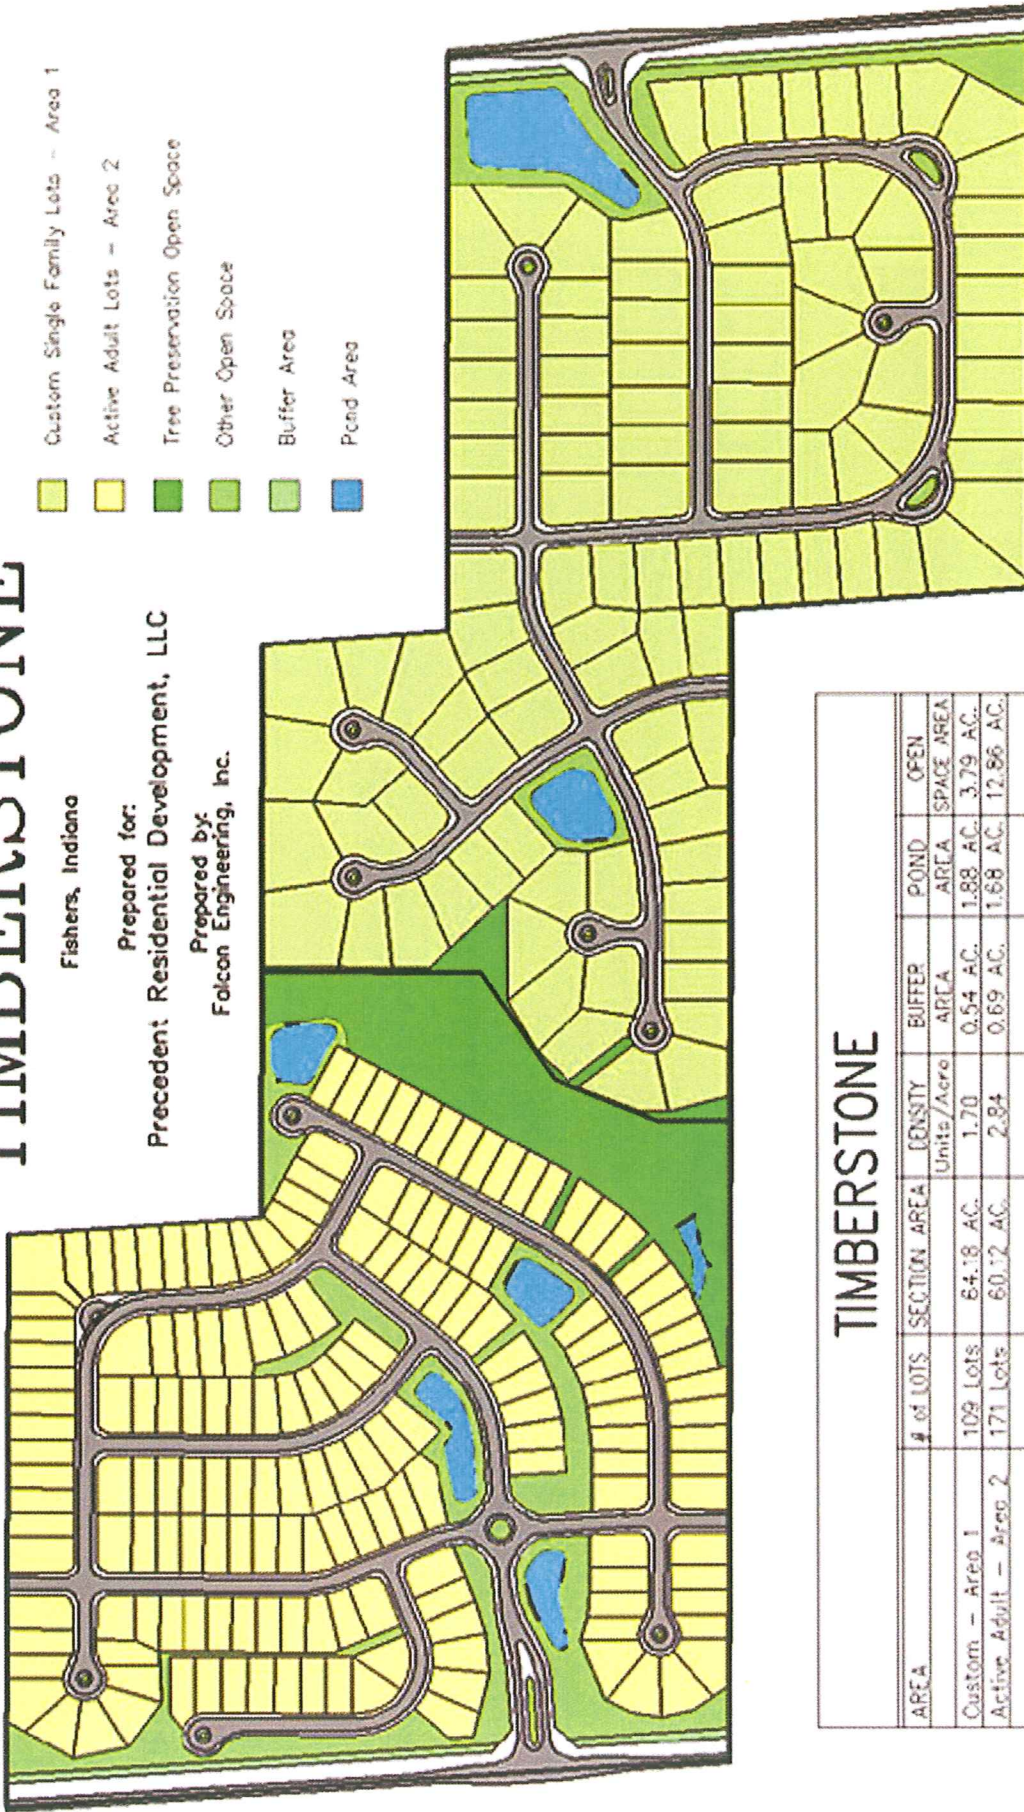 TIMBERSTONE
Fishers, Indiana
Prepared for:
Precedent Residential Development, LLC
Prepared by:
Falcon Engineering, Inc.
Custom Single Family Lots - Area 1
Active Adult Lots - Area 2
Tree Preservation Open Space
Other Open Space
Buffer Area
Pond Area
TIMBERSTONE
AREA # of LOTS SECTION AREA DENSITY Units/Acre BUFFER AREA POND AREA OPEN SPACE AREA
Custom - Area 1 109 Lots 64.18 AC. 1.70 0.54 AC. 1.88 AC. 3.79 AC.
Active Adult - Area 2 171 Lots 60.12 AC. 2.84 0.69 AC. 1.68 AC. 12.86 AC.